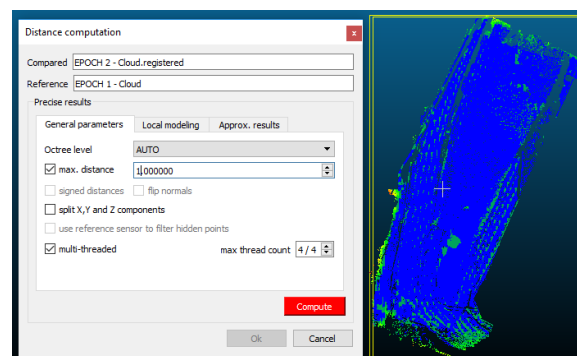 Distance computation
x
Compared EPOCH 2 - Cloud.registered
Reference EPOCH 1 - Cloud
Precise results
General parameters Local modeling Approx. results
Octree level AUTO
max. distance 1.000000
signed distances flip normals
split X,Y and Z components
use reference sensor to filter hidden points
multi-threaded max thread count 4 / 4
Compute
Ok Cancel